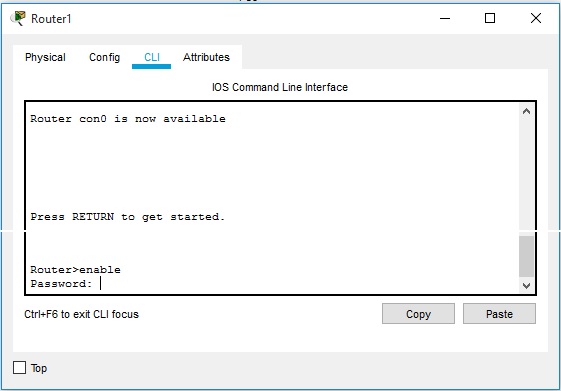 Router1
Physical Config CLI Attributes
IOS Command Line Interface
Router con0 is now available
Press RETURN to get started.
Router>enable
Password:
Ctrl+F6 to exit CLI focus
Copy Paste
Top